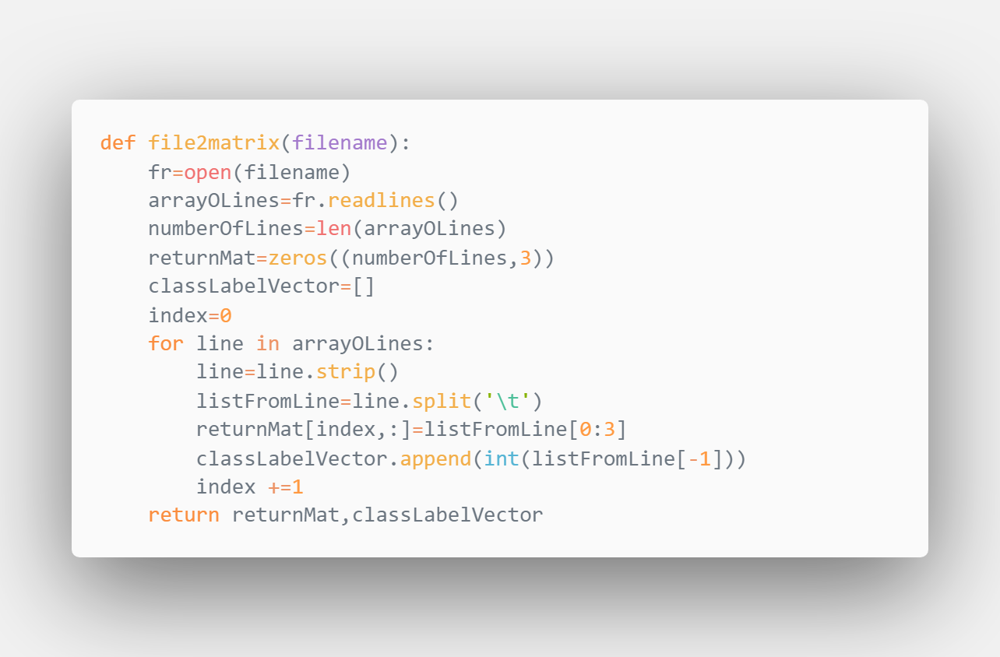 def file2matrix(filename):
    fr=open(filename)
    arrayOLines=fr.readlines()
    numberOfLines=len(arrayOLines)
    returnMat=zeros((numberOfLines,3))
    classLabelVector=[]
    index=0
    for line in arrayOLines:
        line=line.strip()
        listFromLine=line.split('\t')
        returnMat[index,:]=listFromLine[0:3]
        classLabelVector.append(int(listFromLine[-1]))
        index +=1
    return returnMat,classLabelVector